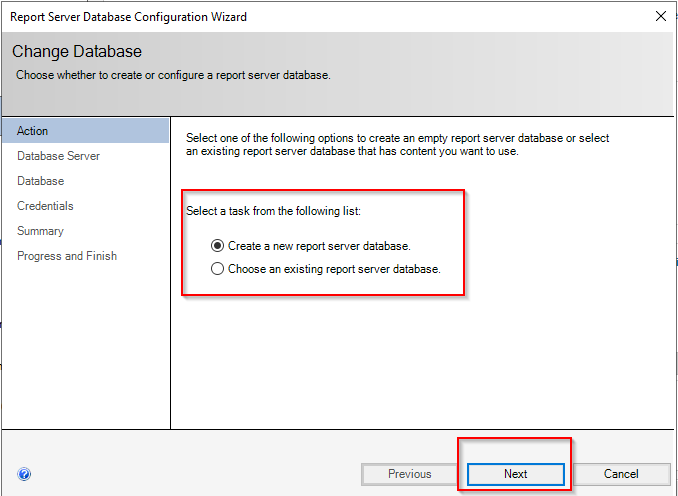 Report Server Database Configuration Wizard
Change Database
Choose whether to create or configure a report server database.
Action
Database Server
Database
Credentials
Summary
Progress and Finish
Select one of the following options to create an empty report server database or select
an existing report server database that has content you want to use.
Select a task from the following list:
Create a new report server database.
Choose an existing report server database.
Previous
Next
Cancel